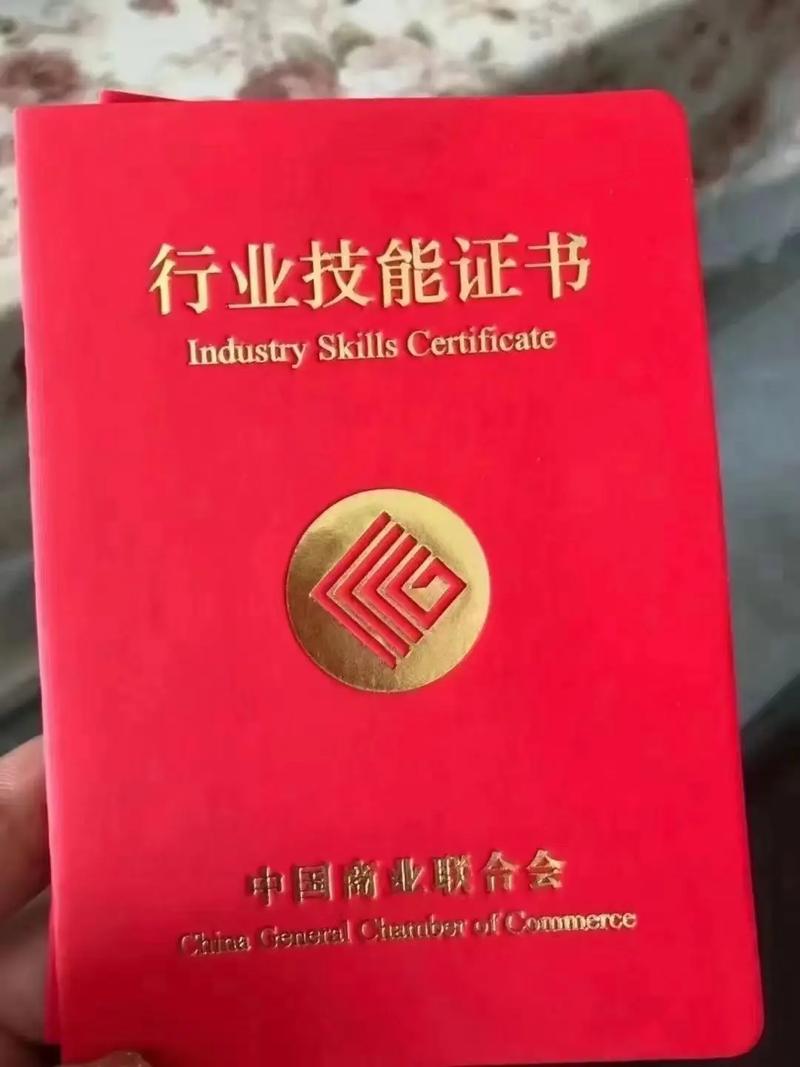 行业技能证书
Industry Skills Certificate
中国商业联合会
China General Chamber of Commerce